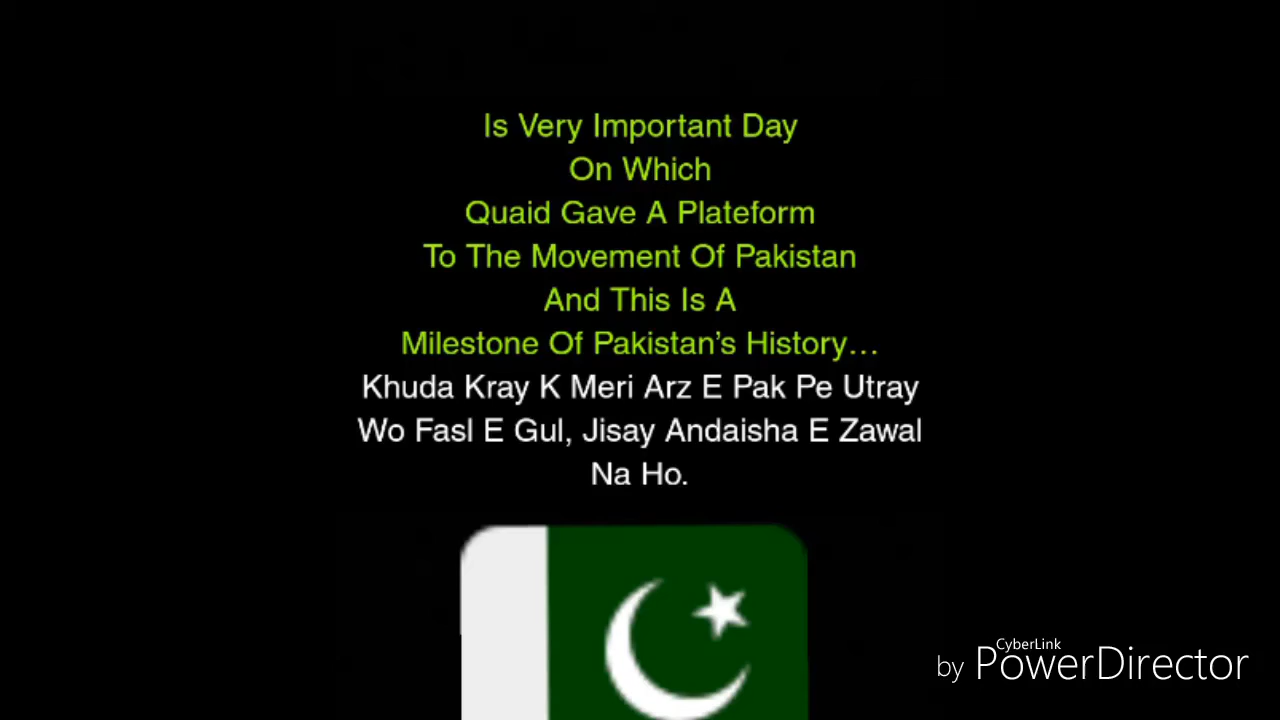 Is Very Important Day
On Which
Quaid Gave A Plateform
To The Movement Of Pakistan
And This Is A
Milestone Of Pakistan’s History…
Khuda Kray K Meri Arz E Pak Pe Utray
Wo Fasl E Gul, Jisay Andaisha E Zawal
Na Ho.
CyberLink
by PowerDirector